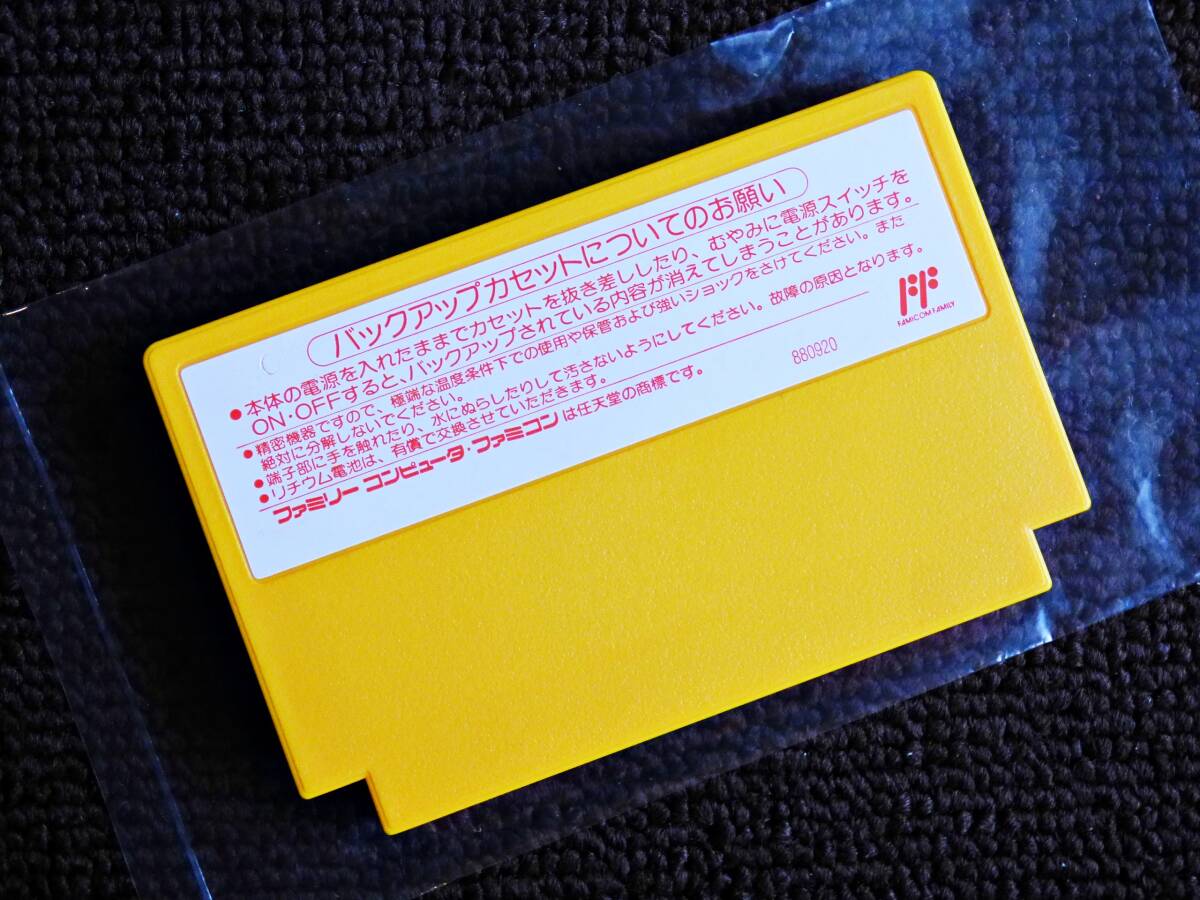 バックアップカセットについてのお願い
●本体の電源を入れたままでカセットを抜き差ししたり、むやみに電源スイッチを
ON・OFFすると、バックアップされている内容が消えてしまうことがあります。
●精密機器ですので、極端な温度条件下での使用や保管および強いショックをさけてください。また
絶対に分解しないでください。
●端子部に手を触れたり、水にぬらしたりして汚さないようにしてください。故障の原因となります。
●リチウム電池は、有償で交換させていただきます。
ファミリーコンピュータ・ファミコンは任天堂の商標です。
880920
FAMICOM FAMILY